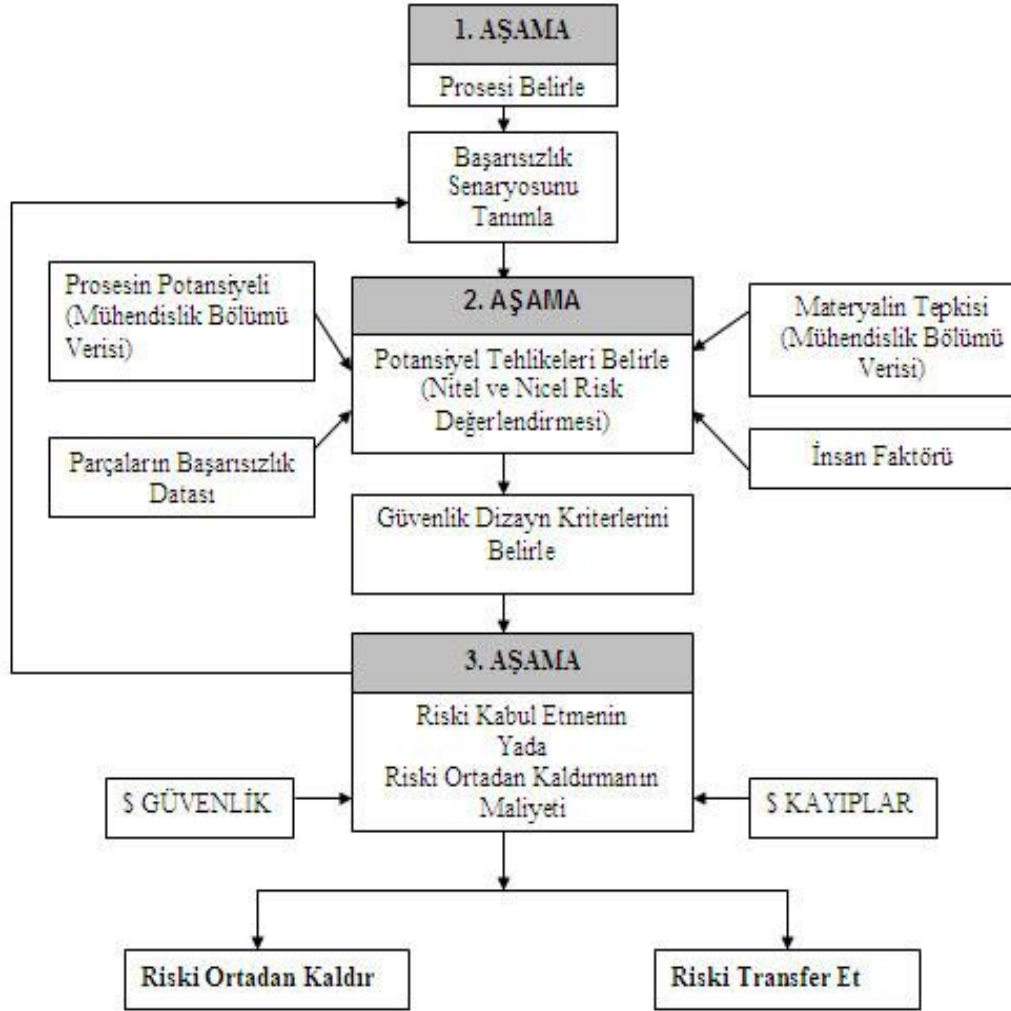 1. AŞAMA
Prosesi Belirle
Başarısızlık
Senaryosunu
Tanımla
Prosesin Potansiyeli
(Mühendislik Bölümü
Verisi)
2. AŞAMA
Potansiyel Tehlikeleri Belirle
(Nitel ve Nicel Risk
Değerlendirmesi)
Materyalin Tepkisi
(Mühendislik Bölümü
Verisi)
Parçaların Başarısızlık
Datası
İnsan Faktörü
Güvenlik Dizayn Kriterlerini
Belirle
3. AŞAMA
Riski Kabul Etmenin
Yada
Riski Ortadan Kaldırmanın
Maliyeti
$ GÜVENLİK
$ KAYIPLAR
Riski Ortadan Kaldır
Riski Transfer Et